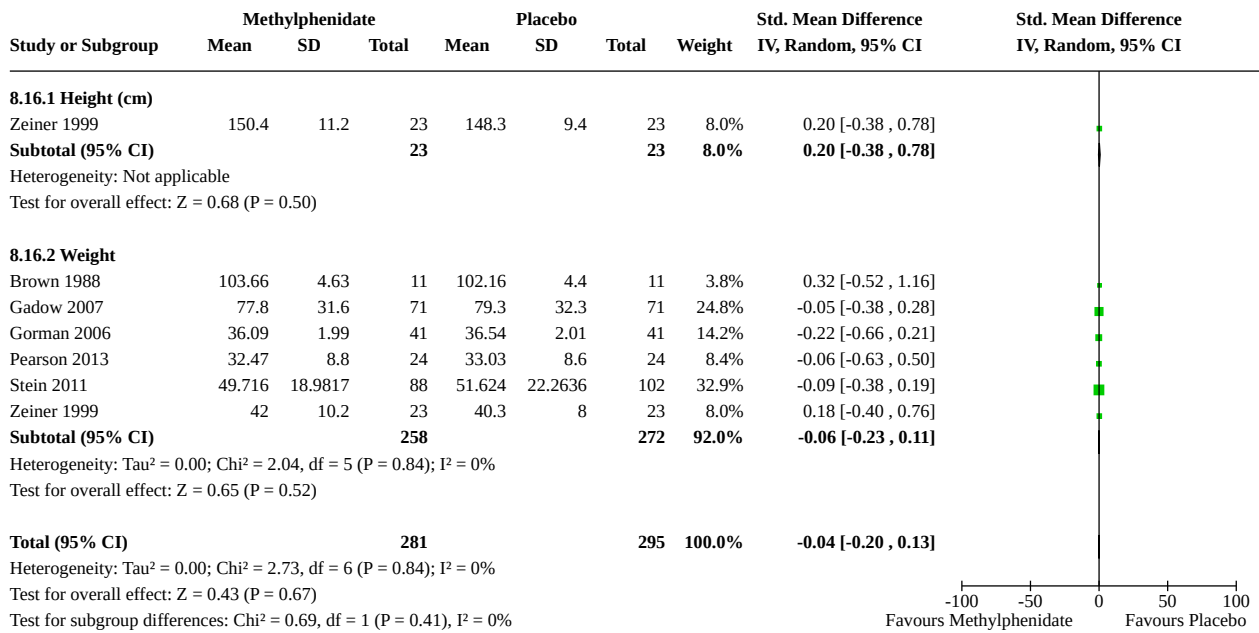 Methylphenidate Placebo Std. Mean Difference Std. Mean Difference
Study or Subgroup Mean SD Total Mean SD Total Weight IV, Random, 95% CI IV, Random, 95% CI
8.16.1 Height (cm)
Zeiner 1999 150.4 11.2 23 148.3 9.4 23 8.0% 0.20 [-0.38 , 0.78]
Subtotal (95% CI) 23 23 8.0% 0.20 [-0.38 , 0.78]
Heterogeneity: Not applicable
Test for overall effect: Z = 0.68 (P = 0.50)
8.16.2 Weight
Brown 1988 103.66 4.63 11 102.16 4.4 11 3.8% 0.32 [-0.52 , 1.16]
Gadow 2007 77.8 31.6 71 79.3 32.3 71 24.8% -0.05 [-0.38 , 0.28]
Gorman 2006 36.09 1.99 41 36.54 2.01 41 14.2% -0.22 [-0.66 , 0.21]
Pearson 2013 32.47 8.8 24 33.03 8.6 24 8.4% -0.06 [-0.63 , 0.50]
Stein 2011 49.716 18.9817 88 51.624 22.2636 102 32.9% -0.09 [-0.38 , 0.19]
Zeiner 1999 42 10.2 23 40.3 8 23 8.0% 0.18 [-0.40 , 0.76]
Subtotal (95% CI) 258 272 92.0% -0.06 [-0.23 , 0.11]
Heterogeneity: Tau² = 0.00; Chi² = 2.04, df = 5 (P = 0.84); I² = 0%
Test for overall effect: Z = 0.65 (P = 0.52)
Total (95% CI) 281 295 100.0% -0.04 [-0.20 , 0.13]
Heterogeneity: Tau² = 0.00; Chi² = 2.73, df = 6 (P = 0.84); I² = 0%
Test for overall effect: Z = 0.43 (P = 0.67) -100 -50 0 50 100
Test for subgroup differences: Chi² = 0.69, df = 1 (P = 0.41), I² = 0% Favours Methylphenidate Favours Placebo